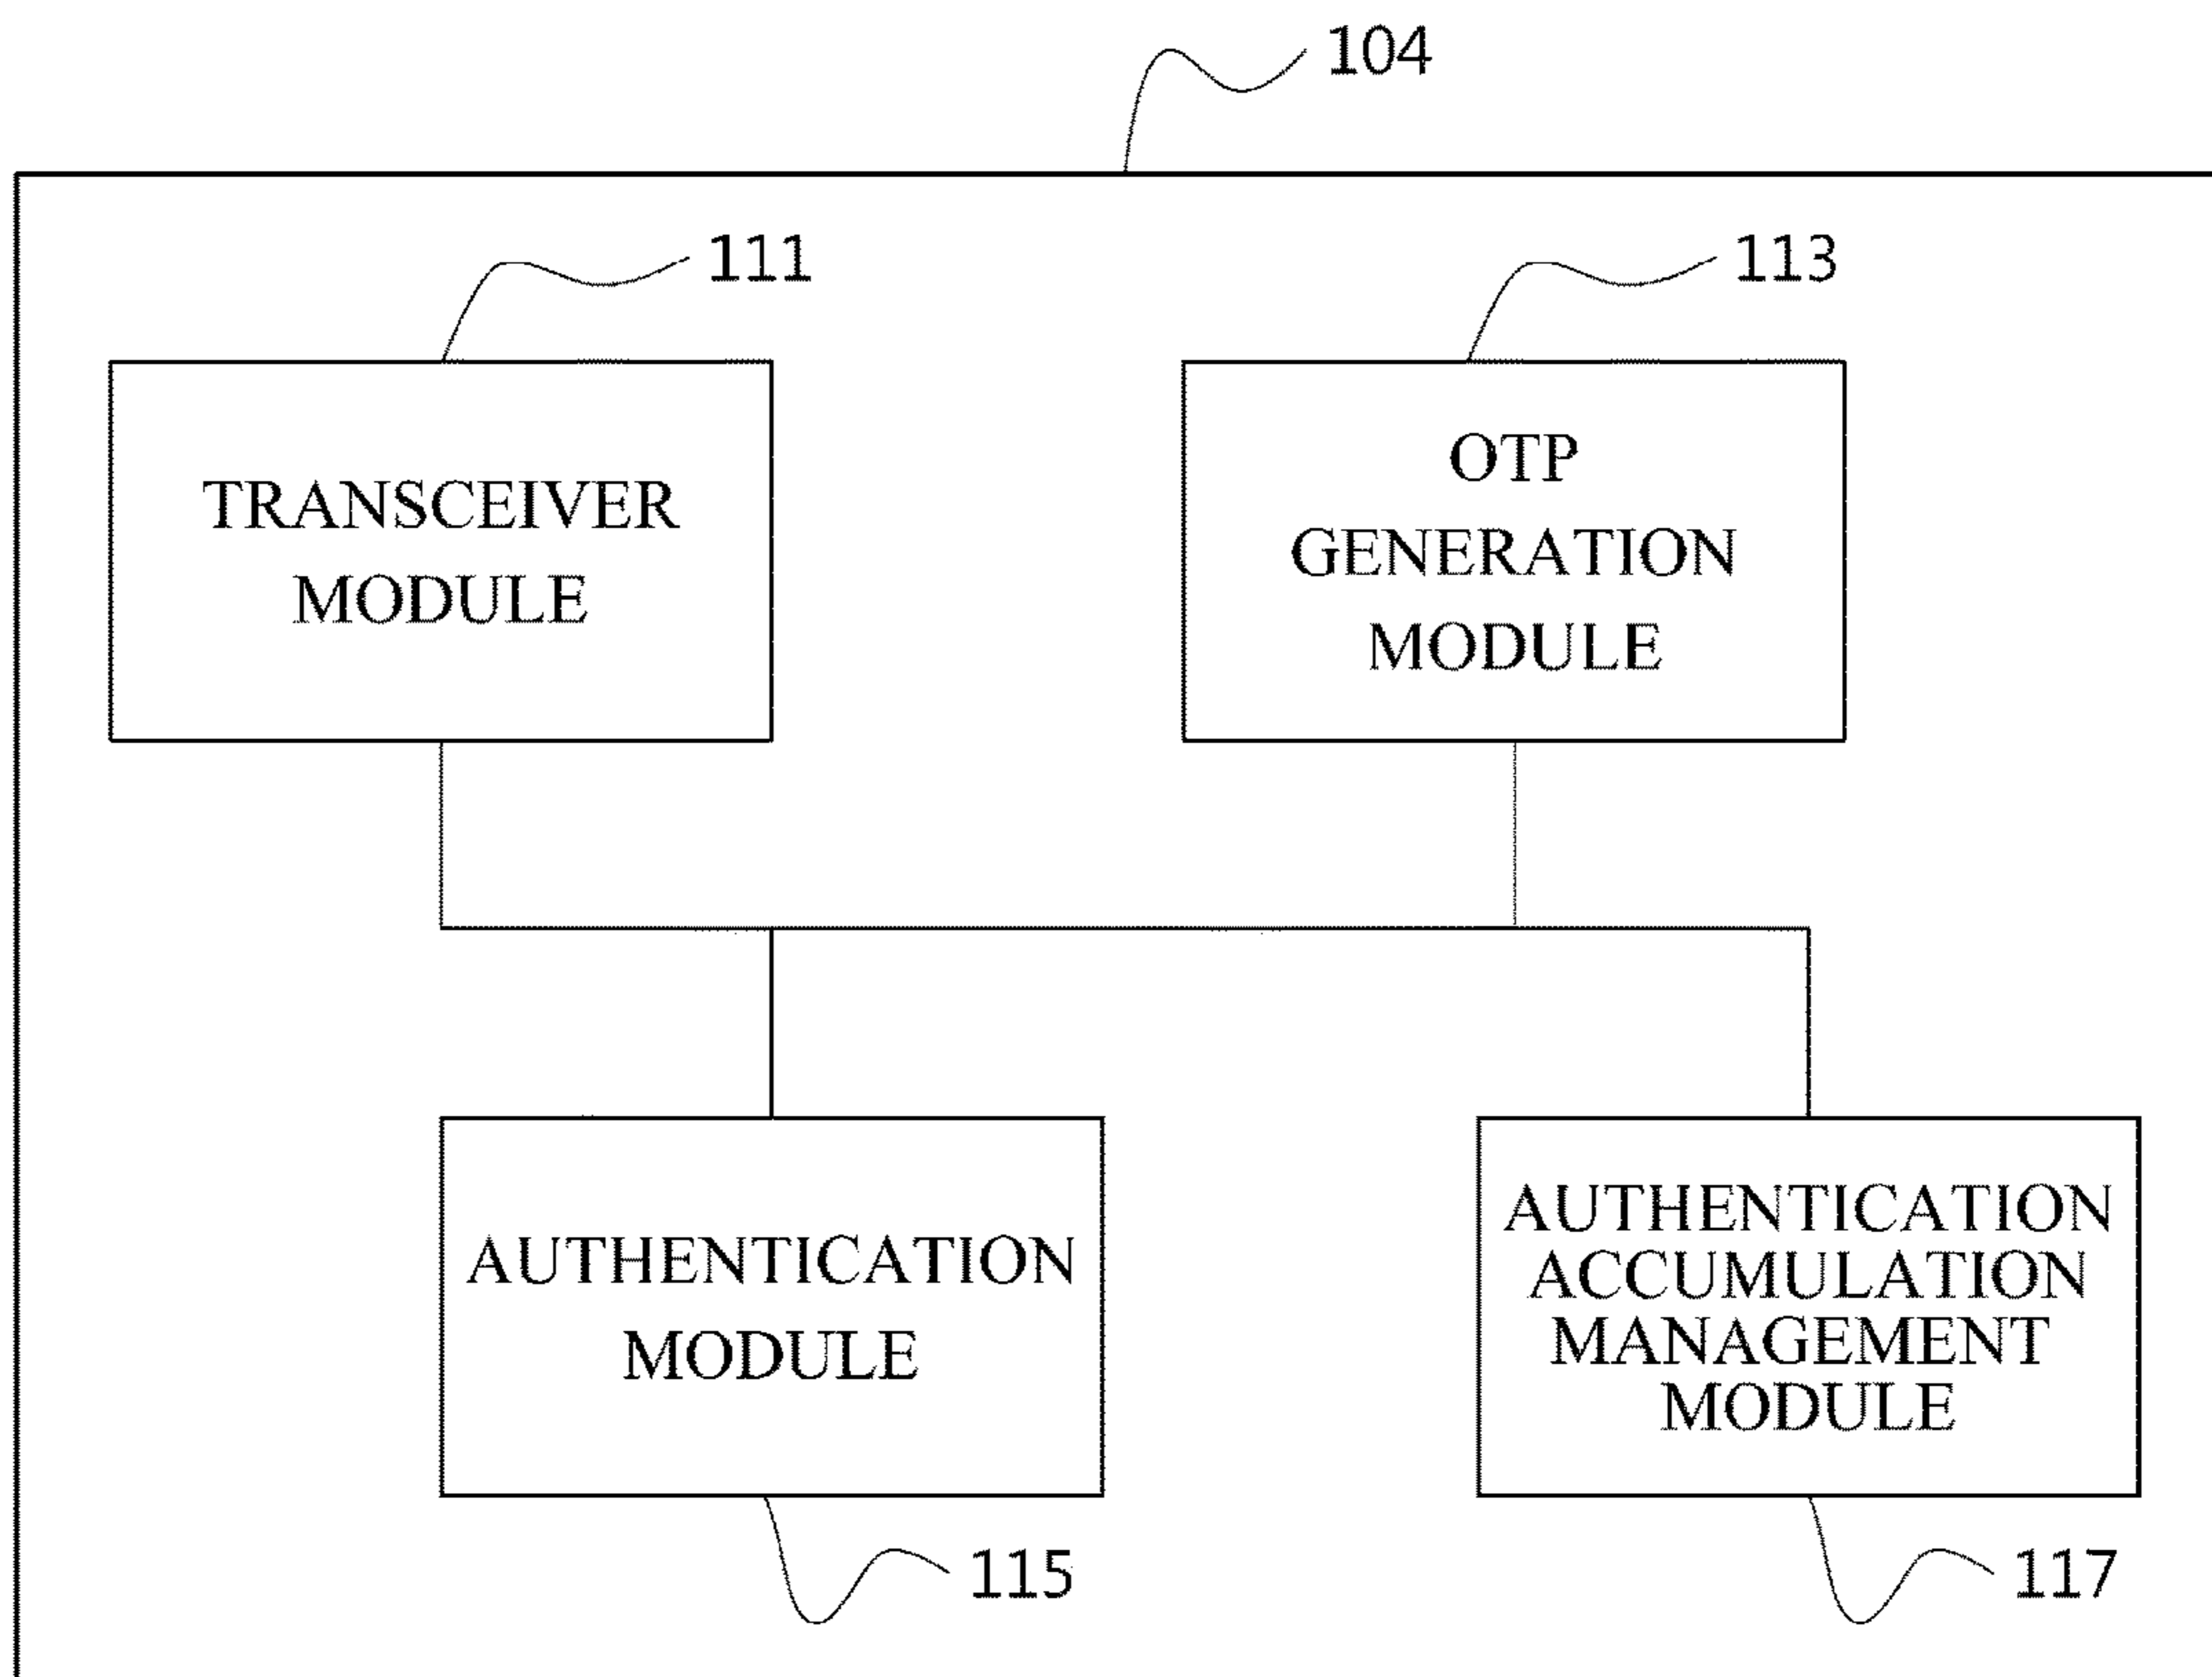 104
111
113
TRANSCEIVER
MODULE
OTP
GENERATION
MODULE
AUTHENTICATION
MODULE
AUTHENTICATION
ACCUMULATION
MANAGEMENT
MODULE
115
117